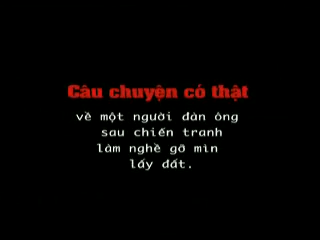 Câu chuyện có thật
về một người đàn ông
sau chiến tranh
làm nghề gỡ mìn
lấy đất.